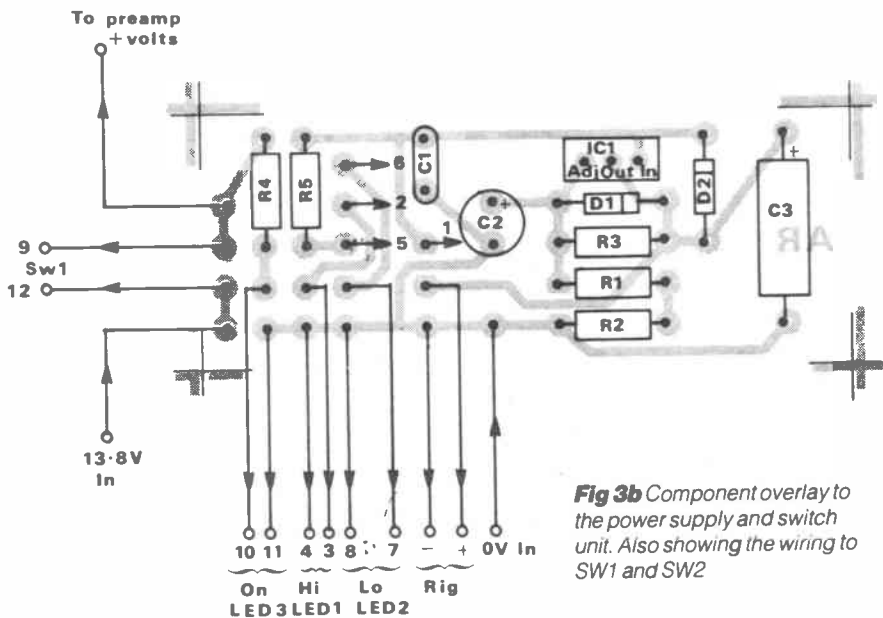 To preamp
+ volts
R4
R5
6
C1
IC1
Adj Out In
D2
+
C3
2
1
C2
+
D1
5
R3
AR
9
Sw1
12
R1
R2
13·8V
In
10 11 4 3 8 7 - + 0V In
On
LED3
Hi
LED1
Lo
LED2
Rig
Fig 3b Component overlay to
the power supply and switch
unit. Also showing the wiring to
SW1 and SW2